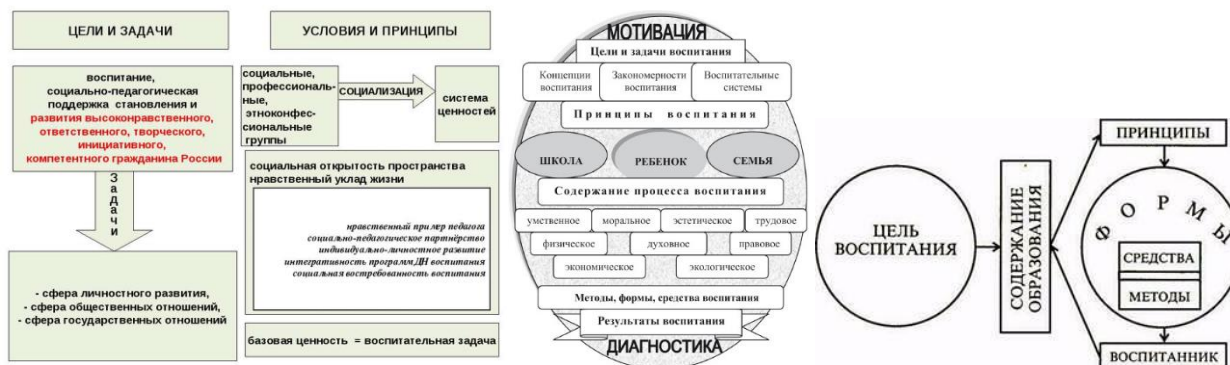 ЦЕЛИ И ЗАДАЧИ
воспитание,
социально-педагогическая
поддержка становления и
развития высоконравственного,
ответственного, творческого,
инициативного,
компетентного гражданина России
Задачи
- сфера личностного развития,
- сфера общественных отношений,
- сфера государственных отношений
УСЛОВИЯ И ПРИНЦИПЫ
социальные,
профессиональ-
ные,
этноконфес-
сиональные
группы
СОЦИАЛИЗАЦИЯ
система
ценностей
социальная открытость пространства
нравственный уклад жизни
нравственный пример педагога
социально-педагогическое партнёрство
индивидуально-личностное развитие
интегративность программ ДН воспитания
социальная востребованность воспитания
базовая ценность = воспитательная задача
МОТИВАЦИЯ
Цели и задачи воспитания
Концепции
воспитания
Закономерности
воспитания
Воспитательные
системы
Принципы воспитания
ШКОЛА
РЕБЕНОК
СЕМЬЯ
Содержание процесса воспитания
умственное
моральное
эстетическое
трудовое
физическое
духовное
правовое
экономическое
экологическое
Методы, формы, средства воспитания
Результаты воспитания
ДИАГНОСТИКА
ЦЕЛЬ
ВОСПИТАНИЯ
СОДЕРЖАНИЕ
ОБРАЗОВАНИЯ
ПРИНЦИПЫ
ФОРМЫ
СРЕДСТВА
МЕТОДЫ
ВОСПИТАННИК